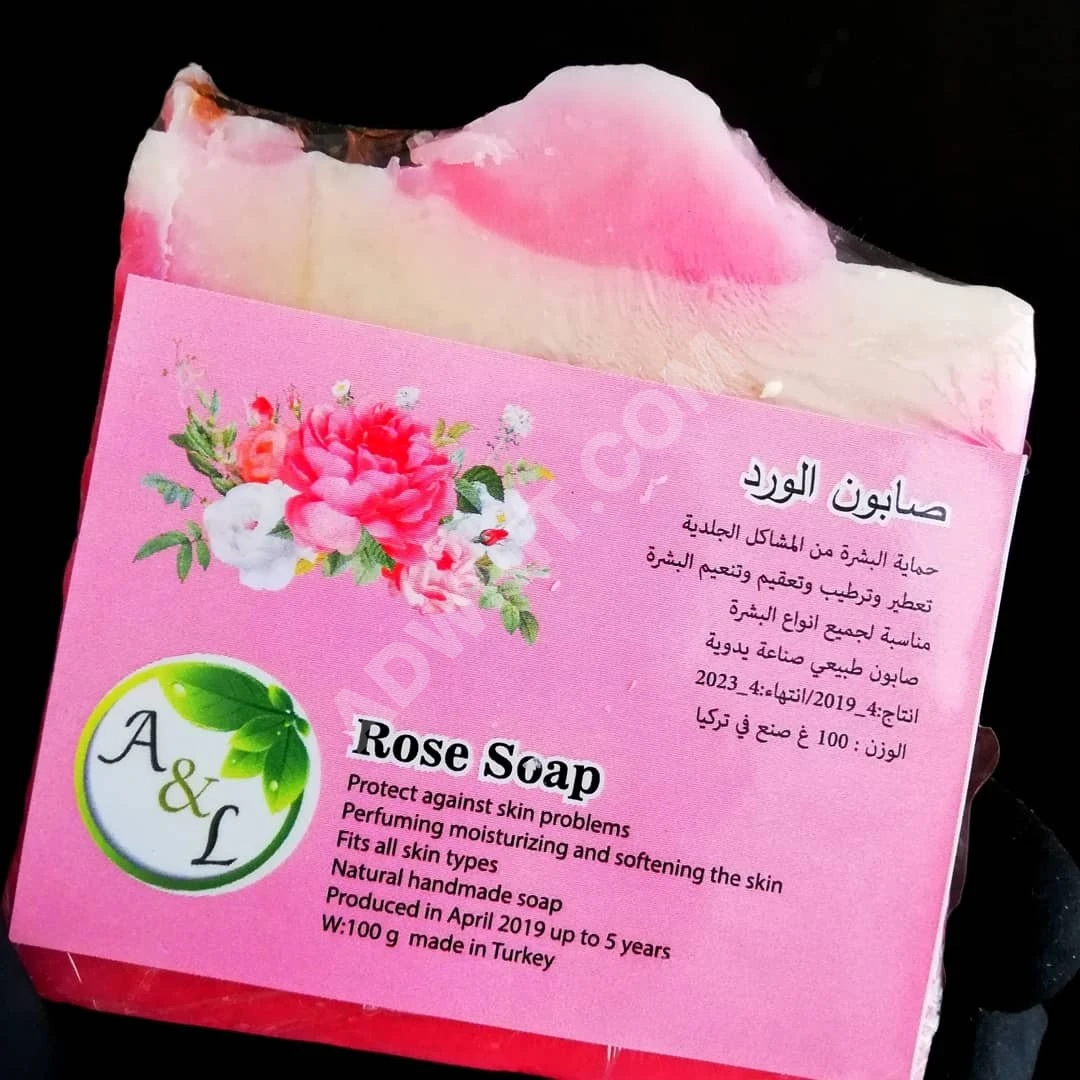 صابون الورد
حماية البشرة من المشاكل الجلدية
تعطير وترطيب وتعقيم وتنعيم البشرة
مناسبة لجميع انواع البشرة
صابون طبيعي صناعة يدوية
انتاج:4_2019/انتهاء:4_2023
الوزن : 100 غ صنع في تركيا
A & L
Rose Soap
Protect against skin problems
Perfuming moisturizing and softening the skin
Fits all skin types
Natural handmade soap
Produced in April 2019 up to 5 years
W:100 g made in Turkey